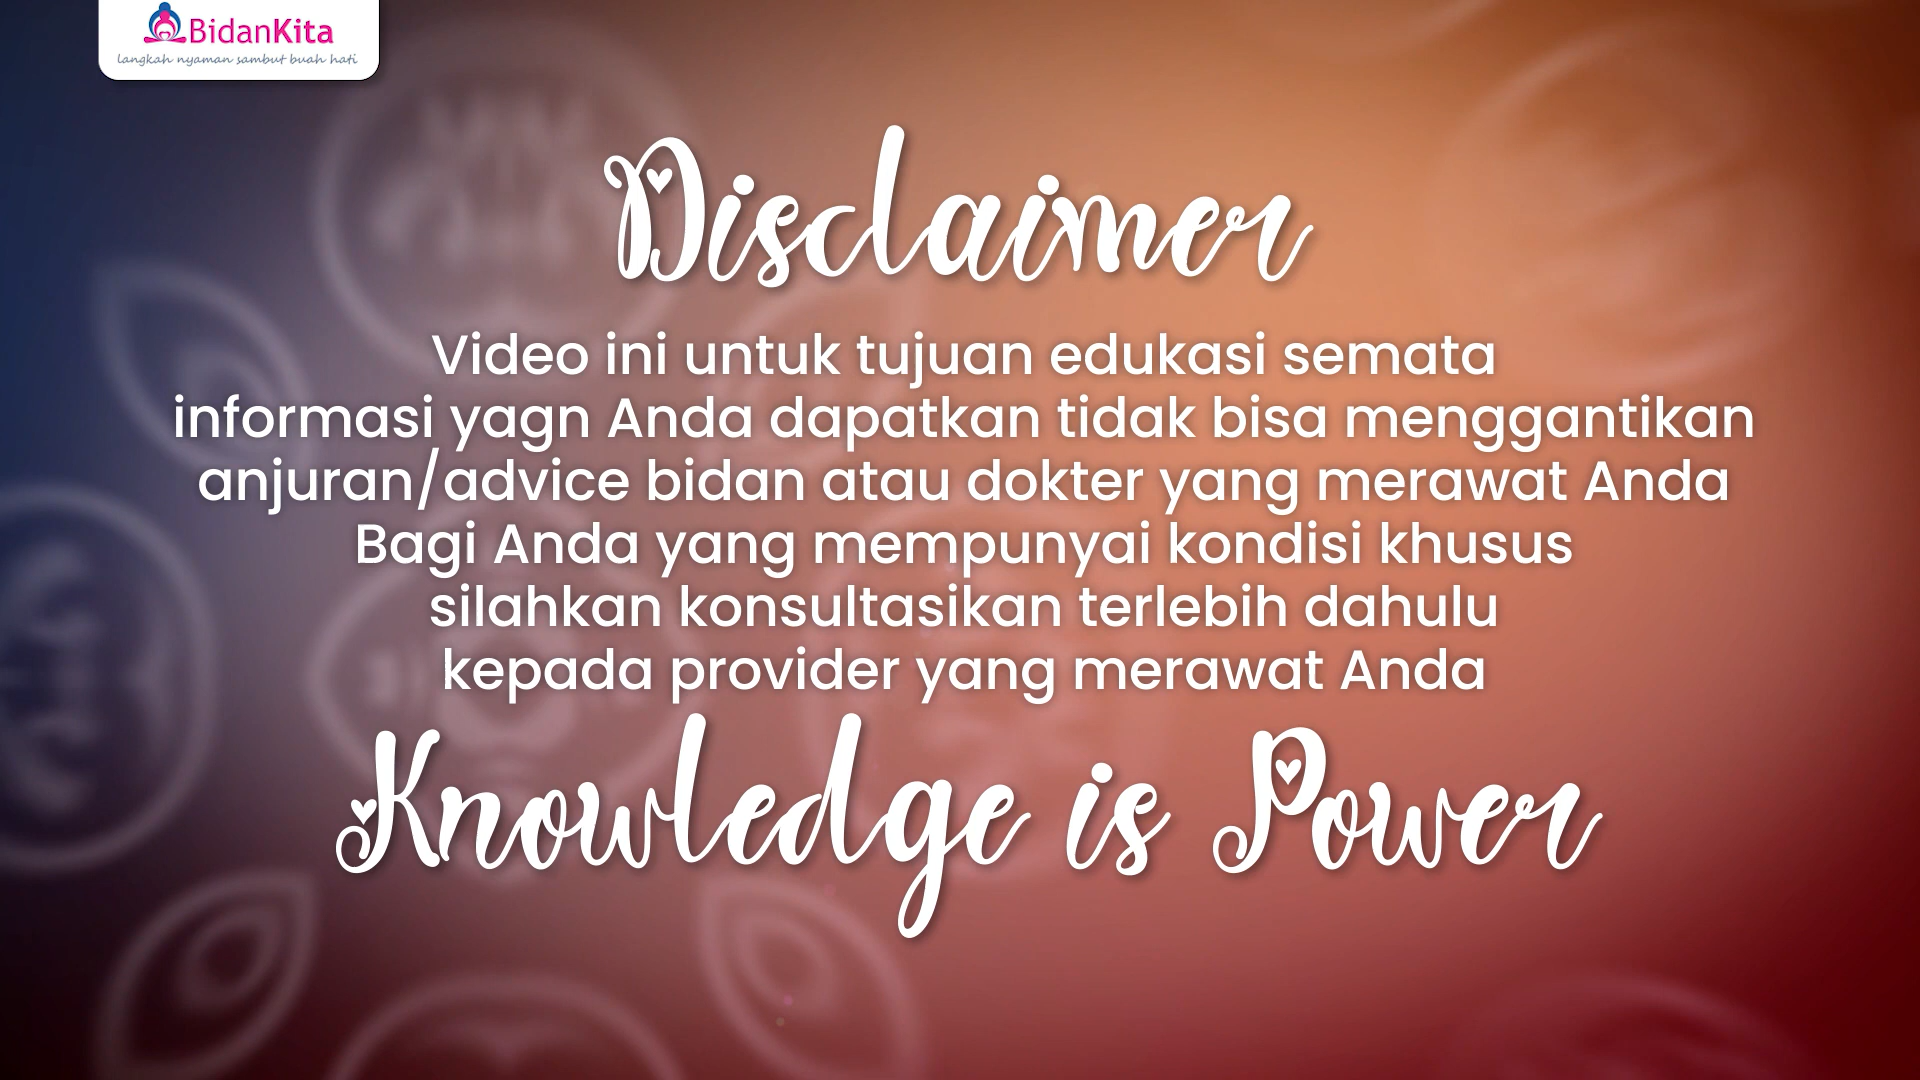 BidanKita
langkah nyaman sambut buah hati
Disclaimer
Video ini untuk tujuan edukasi semata
informasi yagn Anda dapatkan tidak bisa menggantikan
anjuran/advice bidan atau dokter yang merawat Anda
Bagi Anda yang mempunyai kondisi khusus
silahkan konsultasikan terlebih dahulu
kepada provider yang merawat Anda
Knowledge is Power